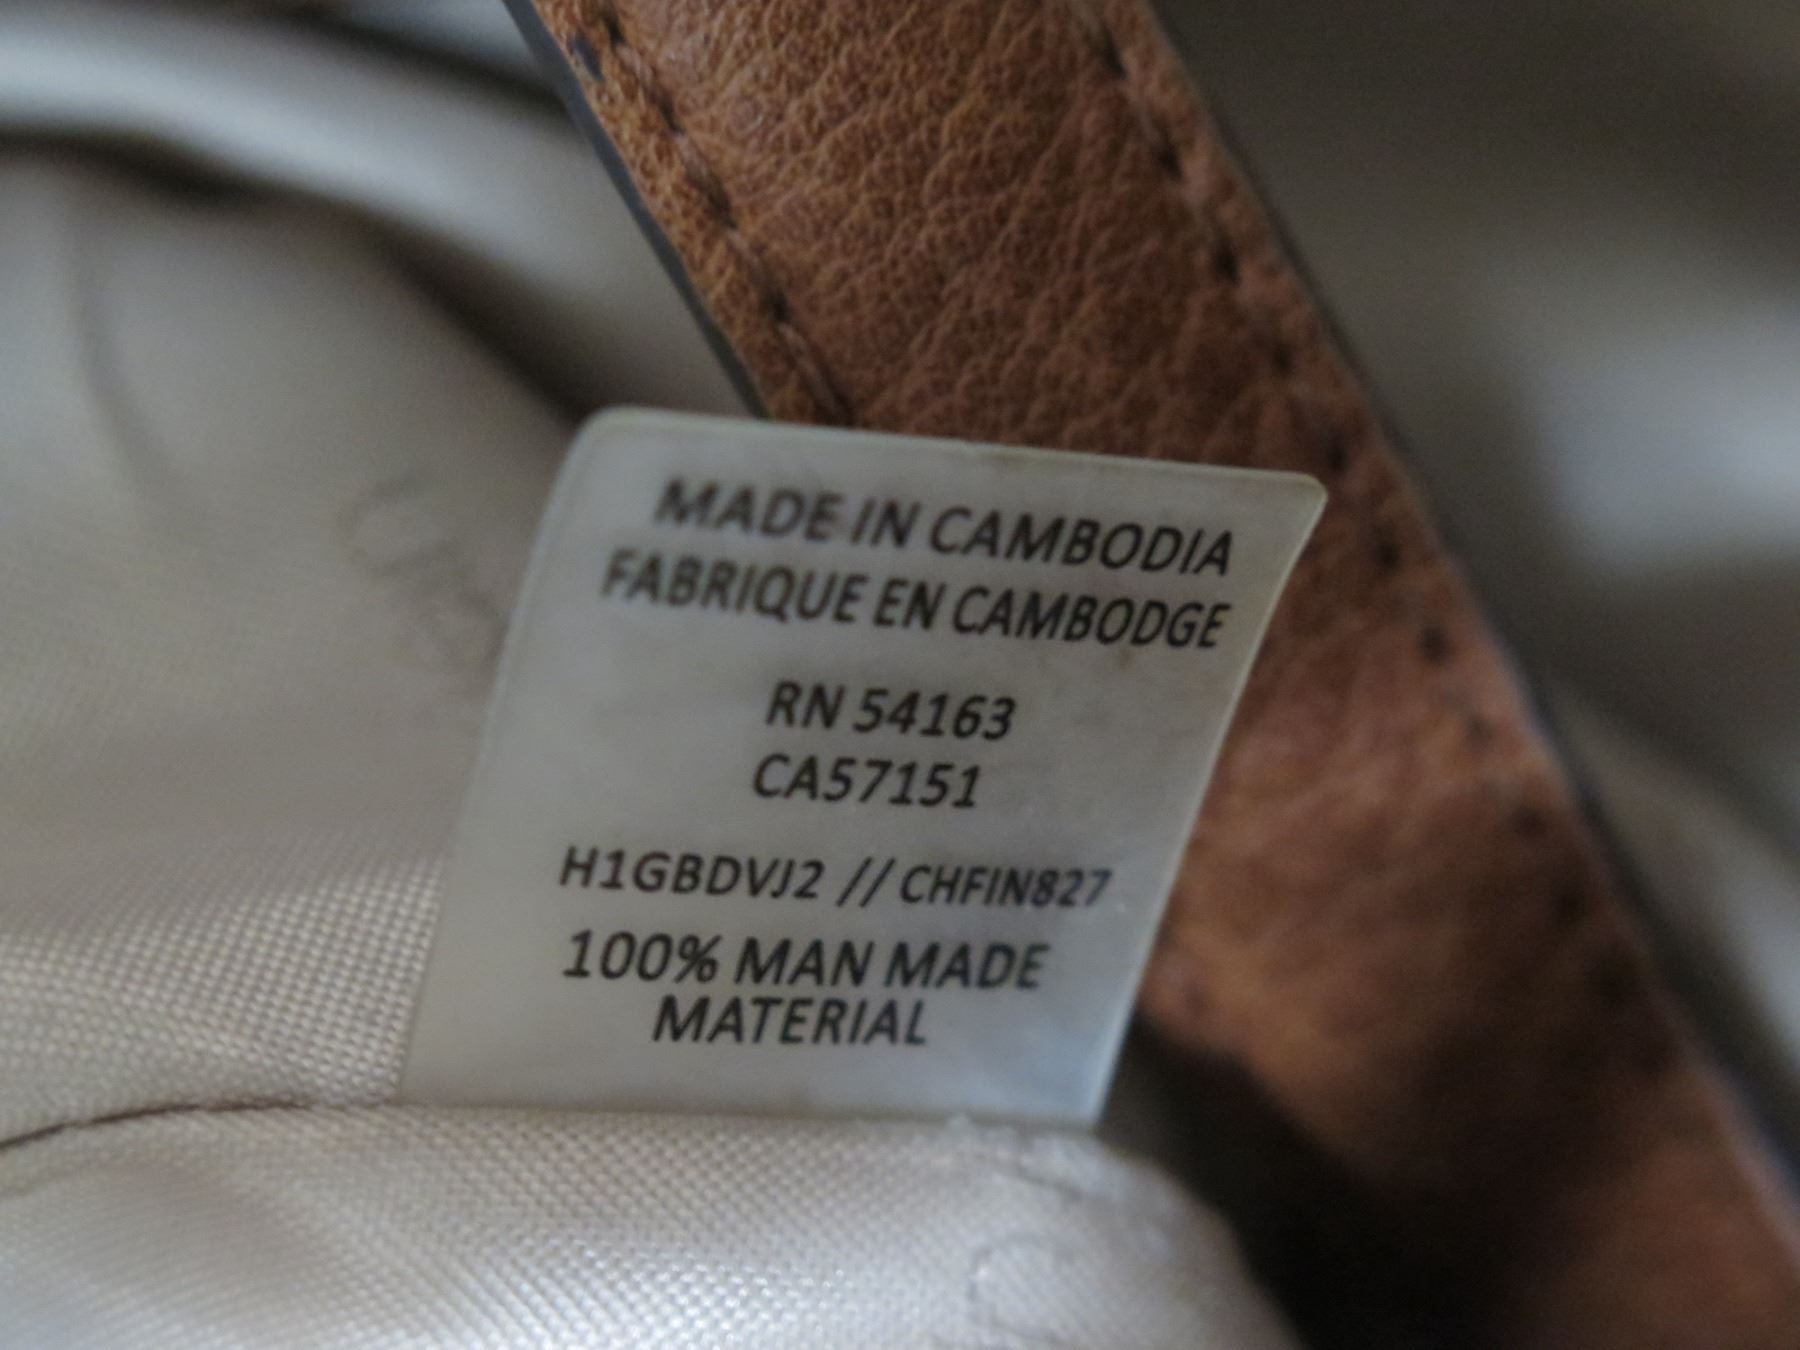 MADE IN CAMBODIA
FABRIQUE EN CAMBODGE
RN 54163
CA57151
H1GBDVJ2 // CHFIN827
100% MAN MADE
MATERIAL